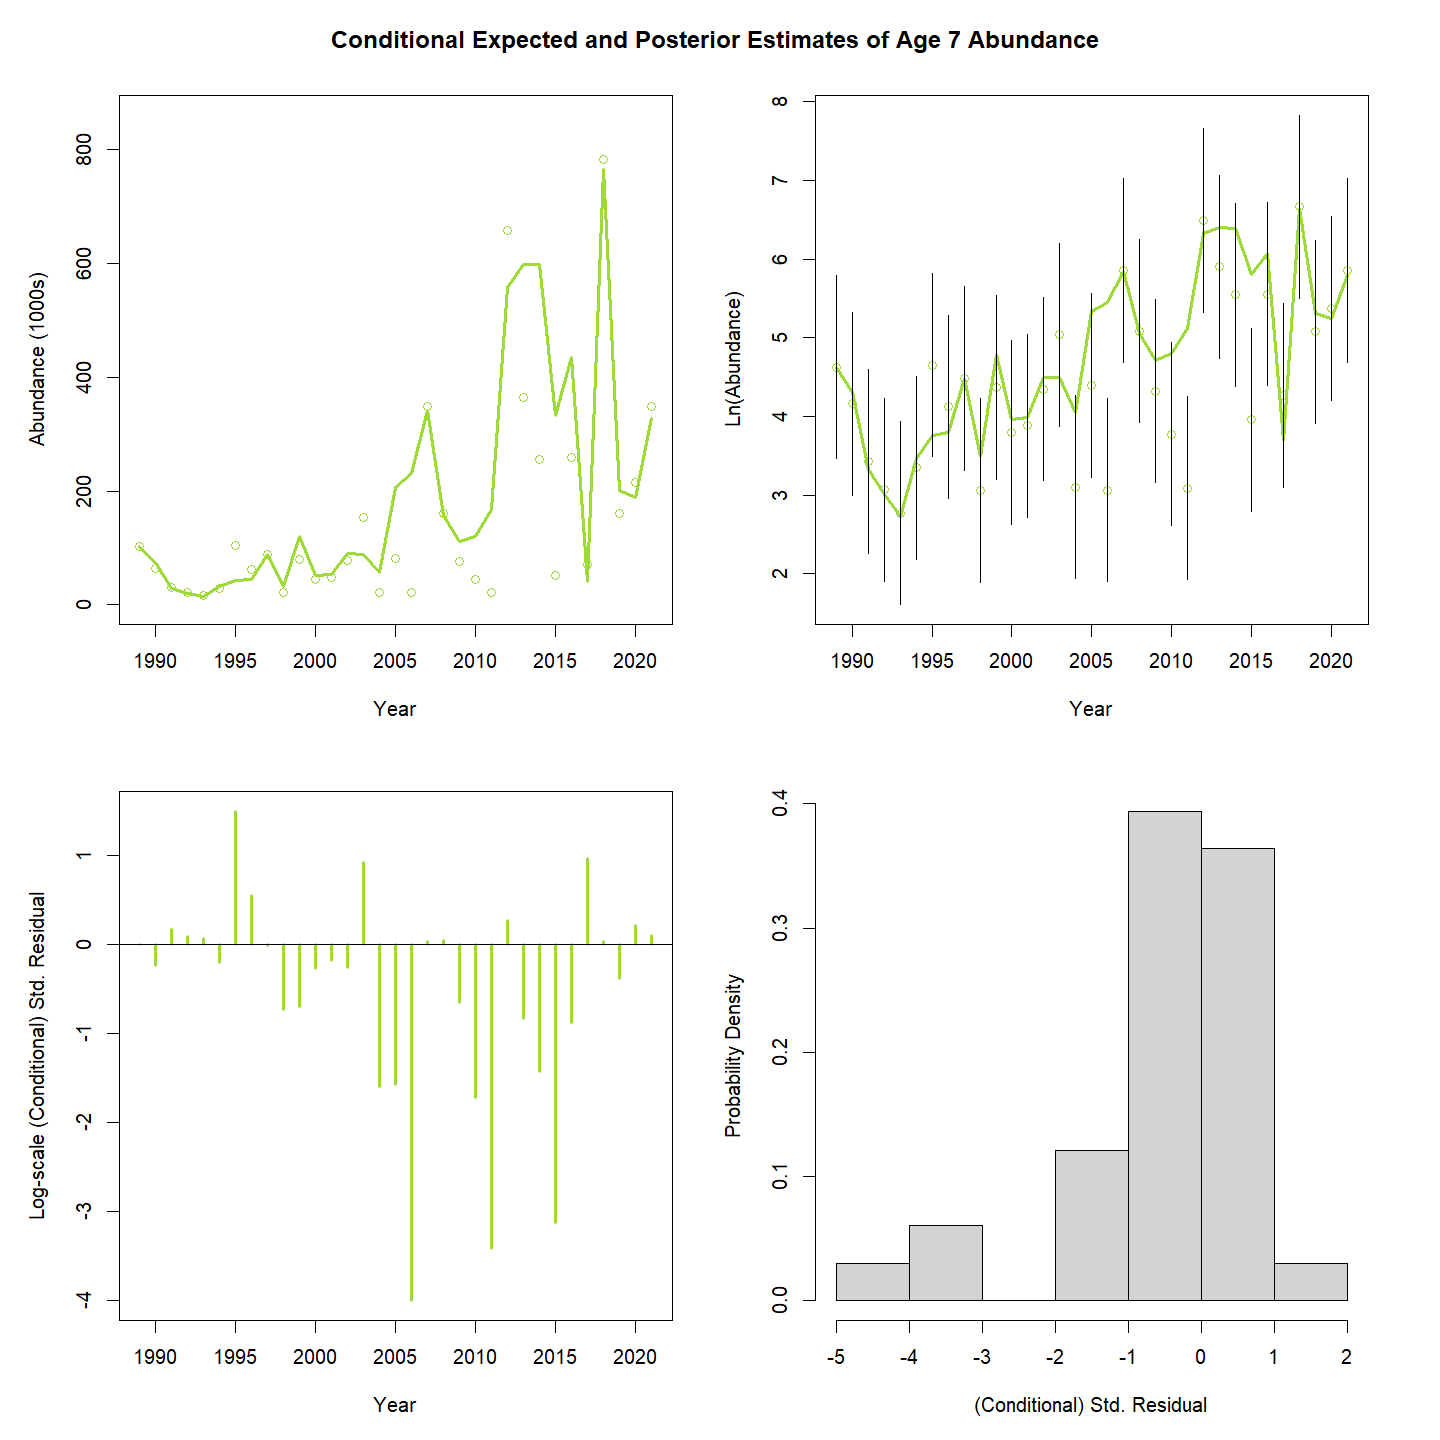 Conditional Expected and Posterior Estimates of Age 7 Abundance
Abundance (1000s)
800
600
400
200
0
1990 1995 2000 2005 2010 2015 2020
Year
Ln(Abundance)
8
7
6
5
4
3
2
1990 1995 2000 2005 2010 2015 2020
Year
Log-scale (Conditional) Std. Residual
1
0
-1
-2
-3
-4
1990 1995 2000 2005 2010 2015 2020
Year
Probability Density
0.4
0.3
0.2
0.1
0.0
-5 -4 -3 -2 -1 0 1 2
(Conditional) Std. Residual